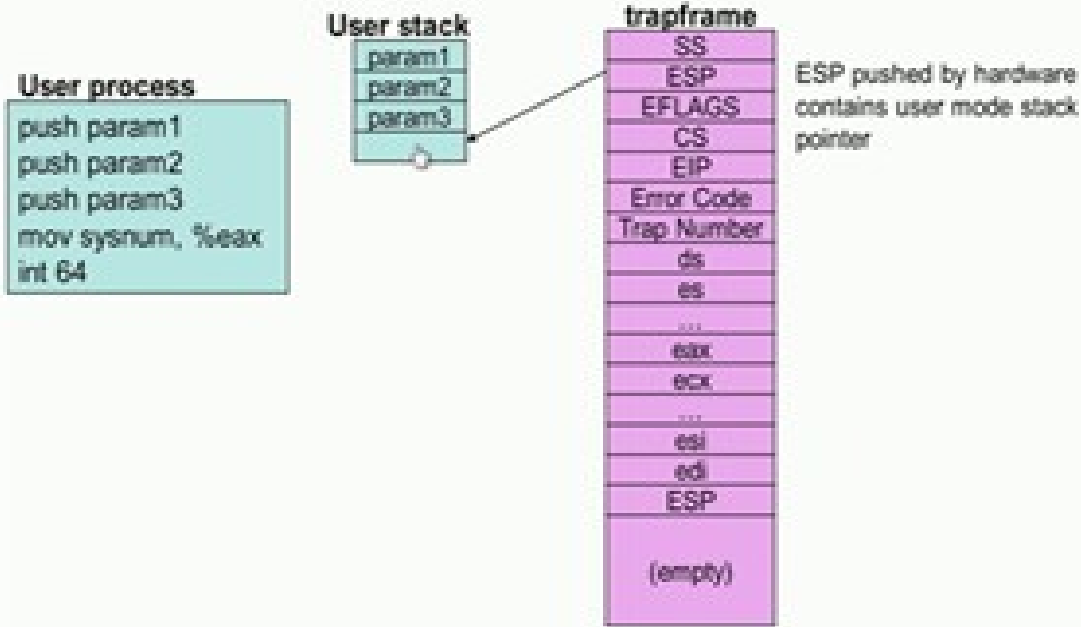 User process
push param1
push param2
push param3
mov sysnum, %eax
int 64
User stack
param1
param2
param3
trapframe
SS
ESP
EFLAGS
CS
EIP
Error Code
Trap Number
ds
es
...
eax
ecx
...
esi
edi
ESP
(empty)
ESP pushed by hardware
contains user mode stack
pointer